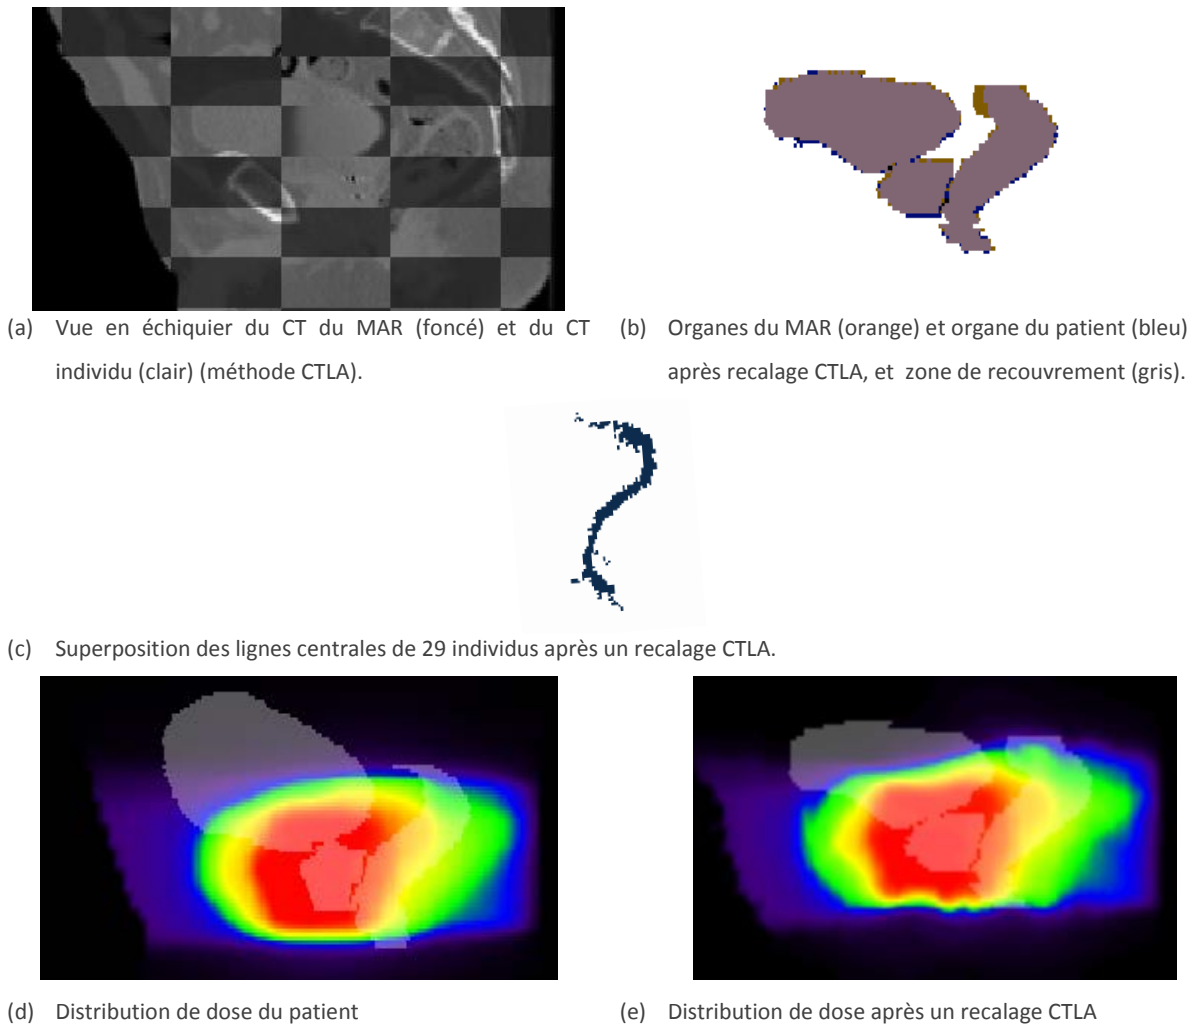 (a) Vue en échiquier du CT du MAR (foncé) et du CT
individu (clair) (méthode CTLA).
(b) Organes du MAR (orange) et organe du patient (bleu)
après recalage CTLA, et zone de recouvrement (gris).
(c) Superposition des lignes centrales de 29 individus après un recalage CTLA.
(d) Distribution de dose du patient
(e) Distribution de dose après un recalage CTLA